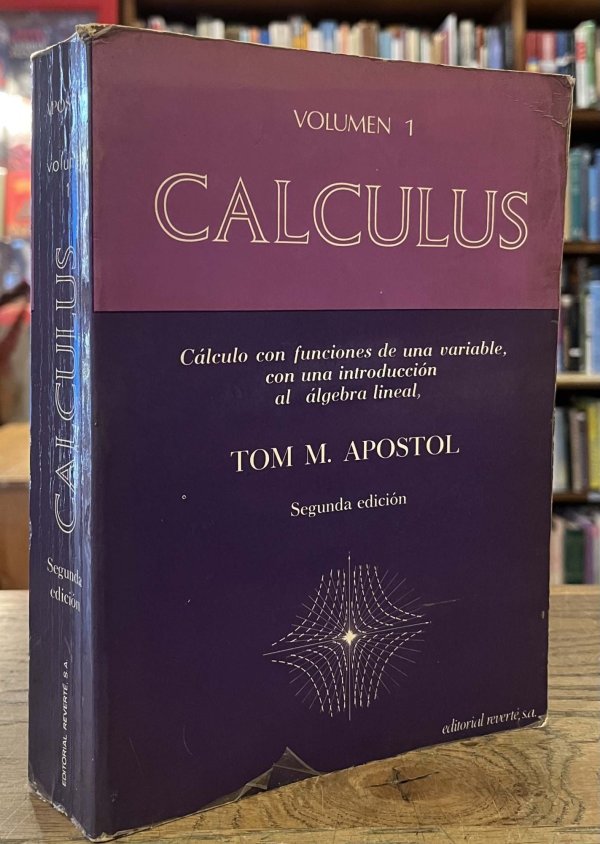 VOLUMEN 1
CALCULUS
Cálculo con funciones de una variable,
con una introducción
al álgebra lineal,
TOM M. APOSTOL
Segunda edición
editorial reverté, s.a.
CALCULUS
Segunda
edición
EDITORIAL REVERTÉ, S. A.